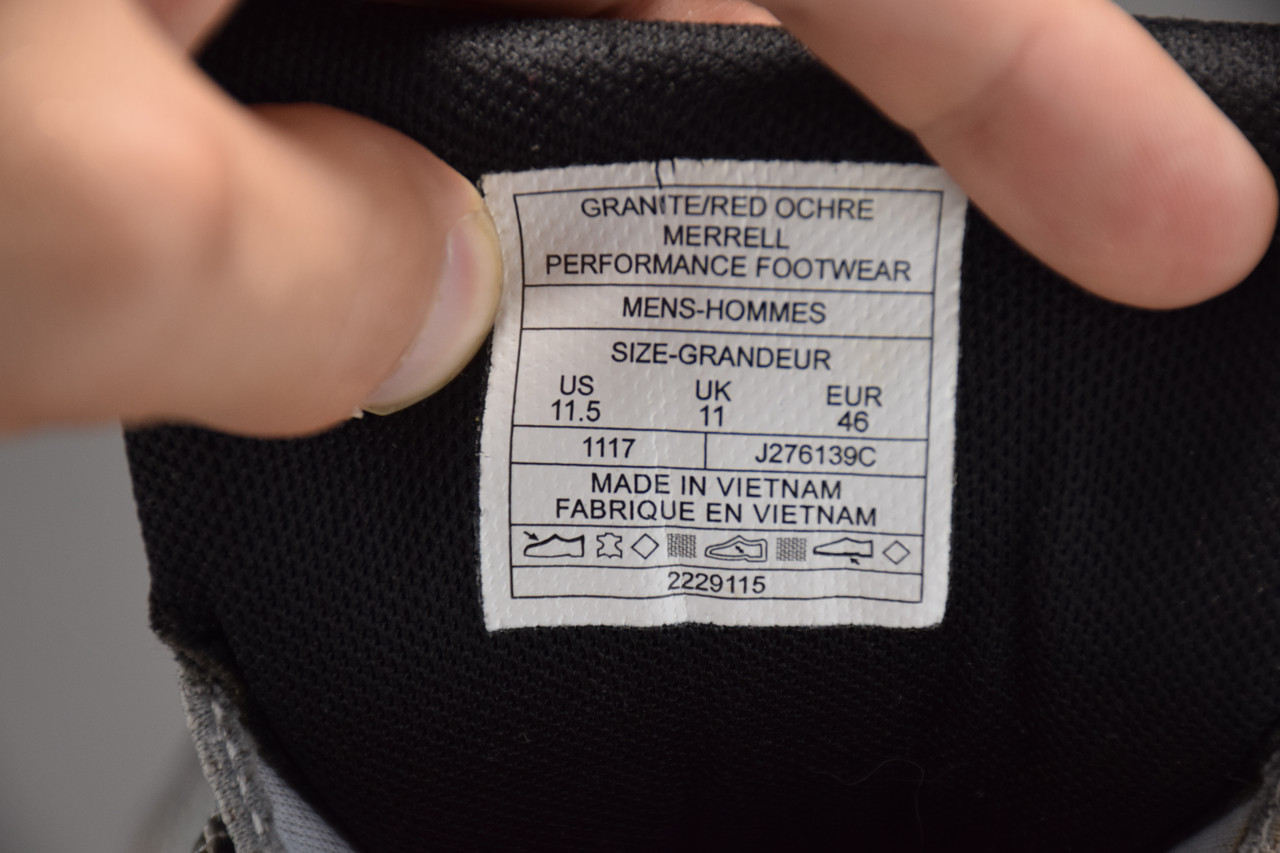 GRANITE/RED OCHRE
MERRELL
PERFORMANCE FOOTWEAR
MENS-HOMMES
SIZE-GRANDEUR
US UK EUR
11.5 11 46
1117 J276139C
MADE IN VIETNAM
FABRIQUE EN VIETNAM
2229115